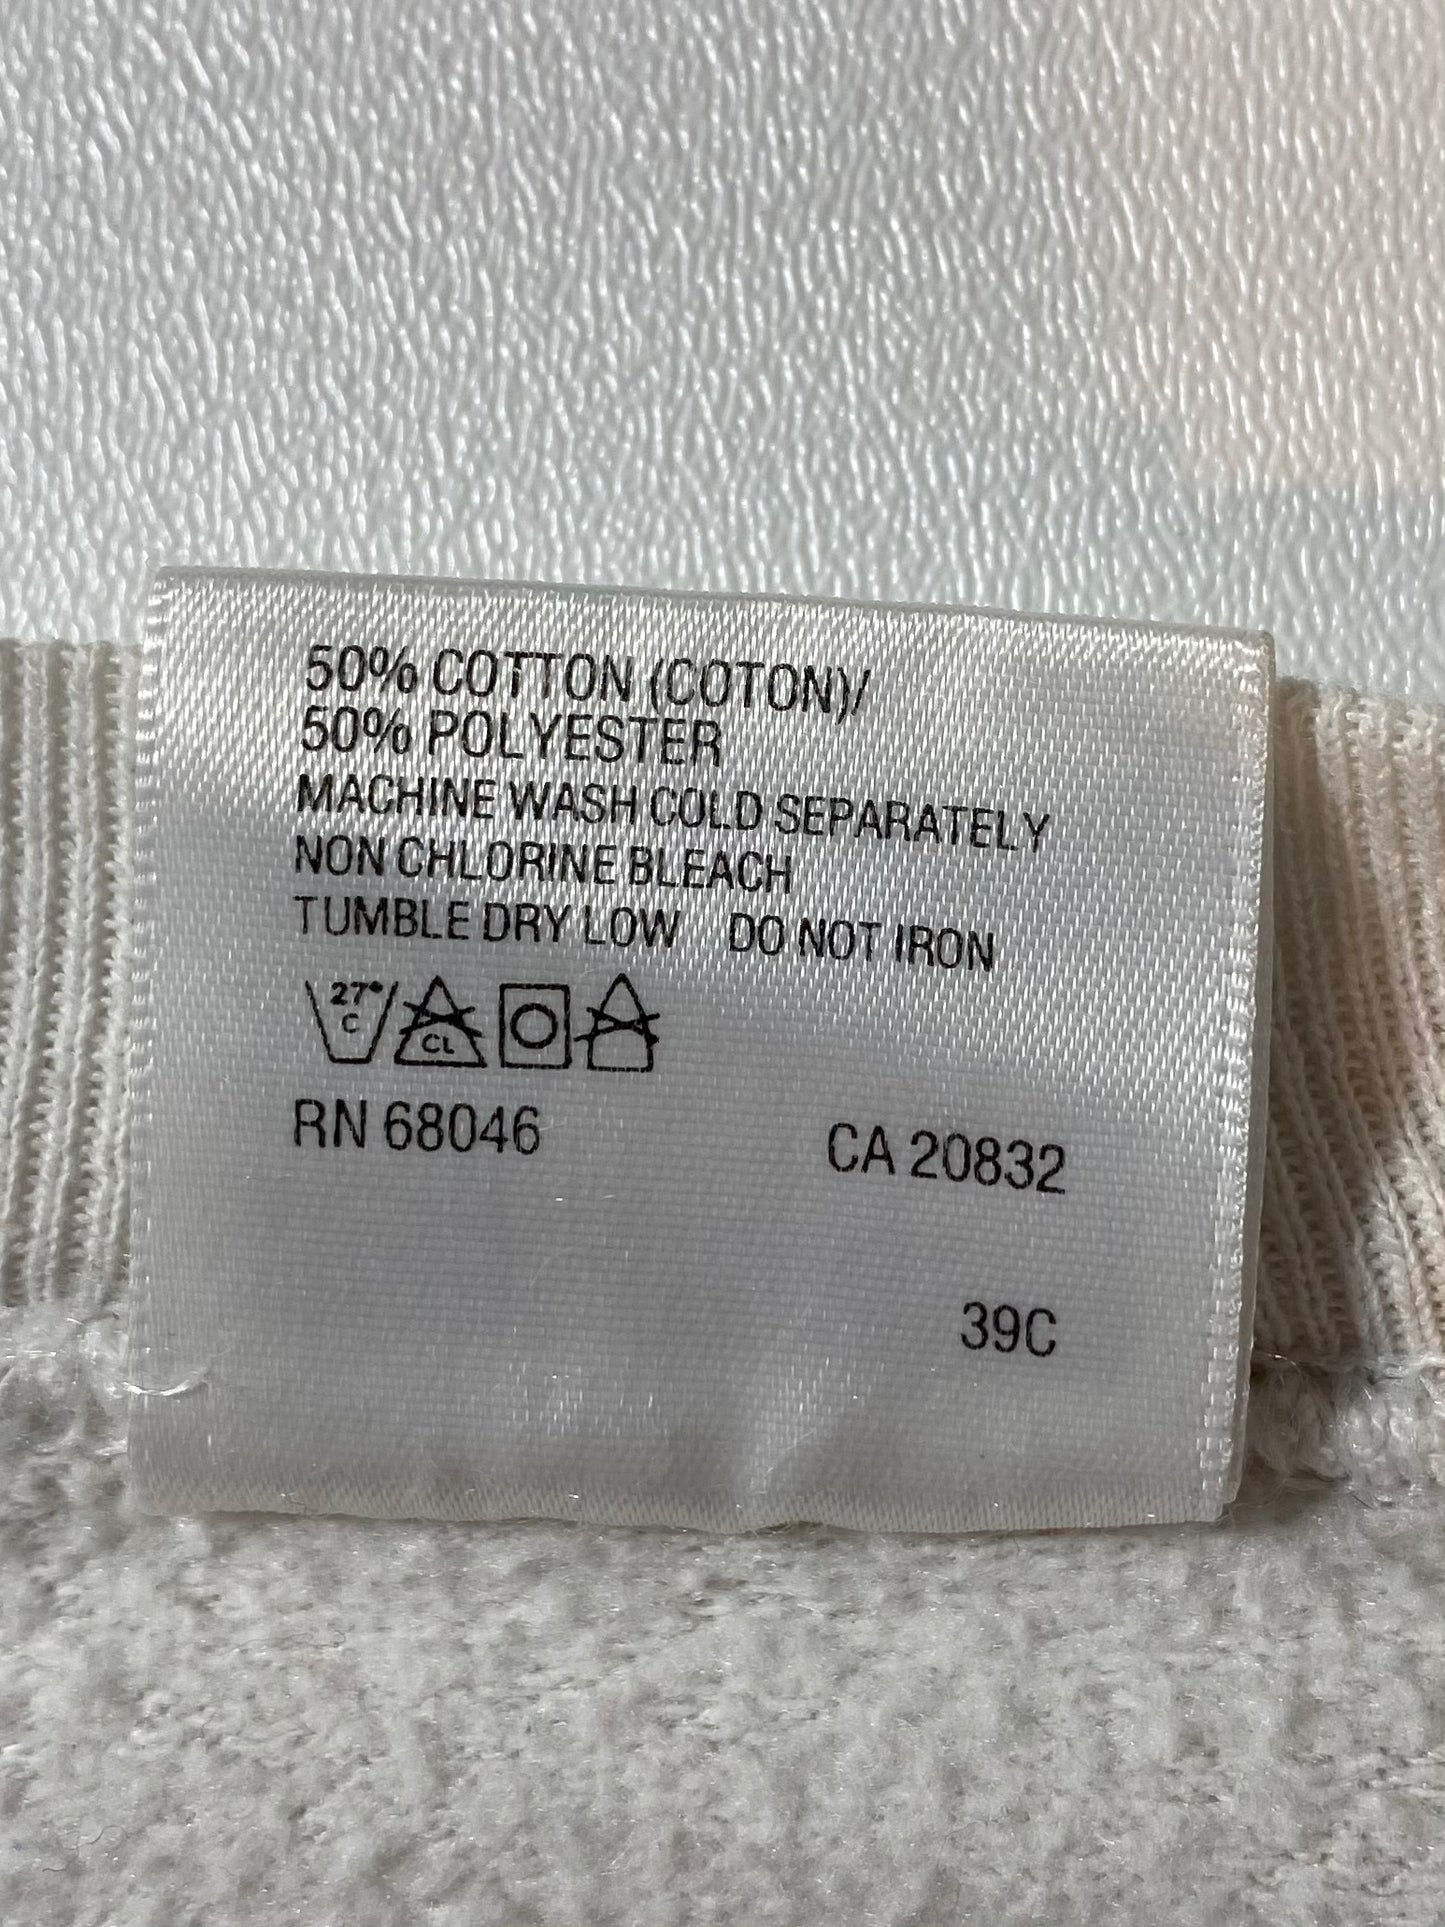 50% COTTON (COTON)/
50% POLYESTER
MACHINE WASH COLD SEPARATELY
NON CHLORINE BLEACH
TUMBLE DRY LOW DO NOT IRON
27°
C
CL
RN 68046 CA 20832
39C